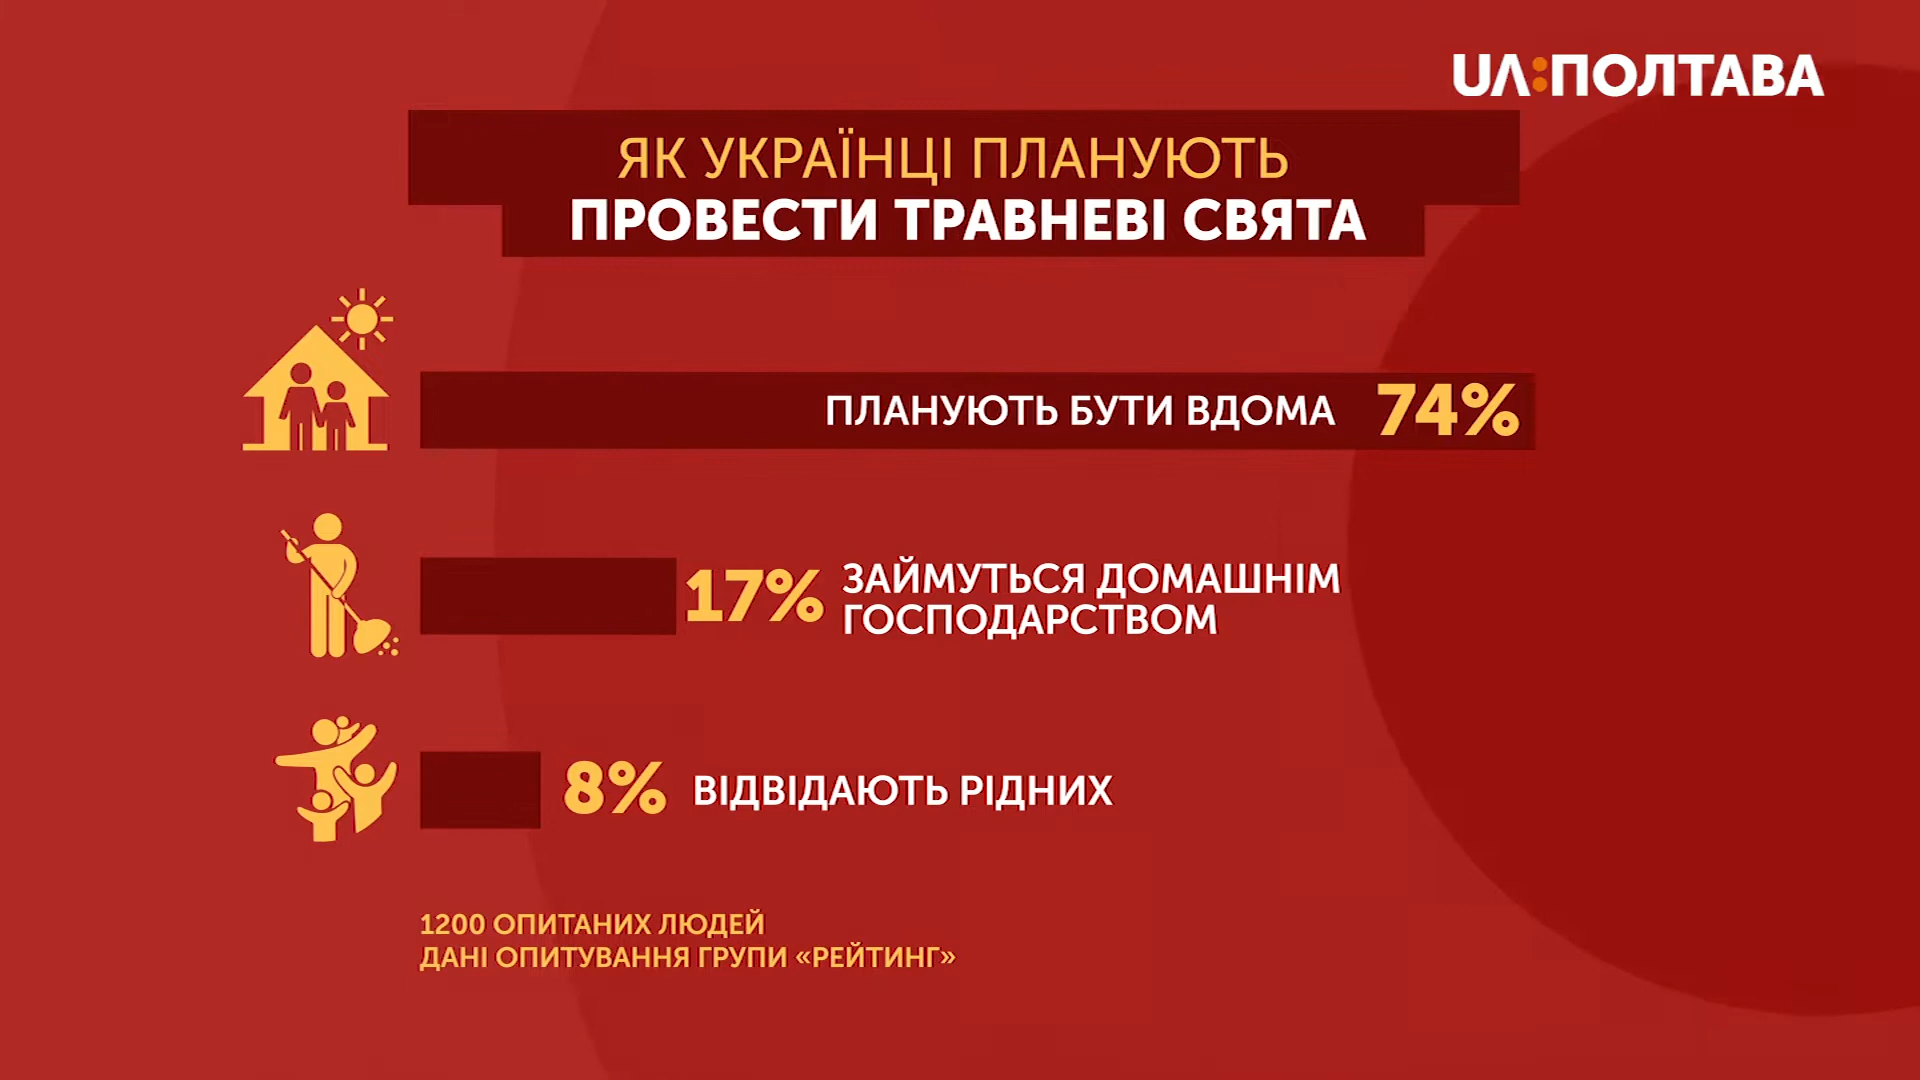 UA:ПОЛТАВА
ЯК УКРАЇНЦІ ПЛАНУЮТЬ
ПРОВЕСТИ ТРАВНЕВІ СВЯТА
ПЛАНУЮТЬ БУТИ ВДОМА 74%
17% ЗАЙМУТЬСЯ ДОМАШНІМ
ГОСПОДАРСТВОМ
8% ВІДВІДАЮТЬ РІДНИХ
1200 ОПИТАНИХ ЛЮДЕЙ
ДАНІ ОПИТУВАННЯ ГРУПИ «РЕЙТИНГ»